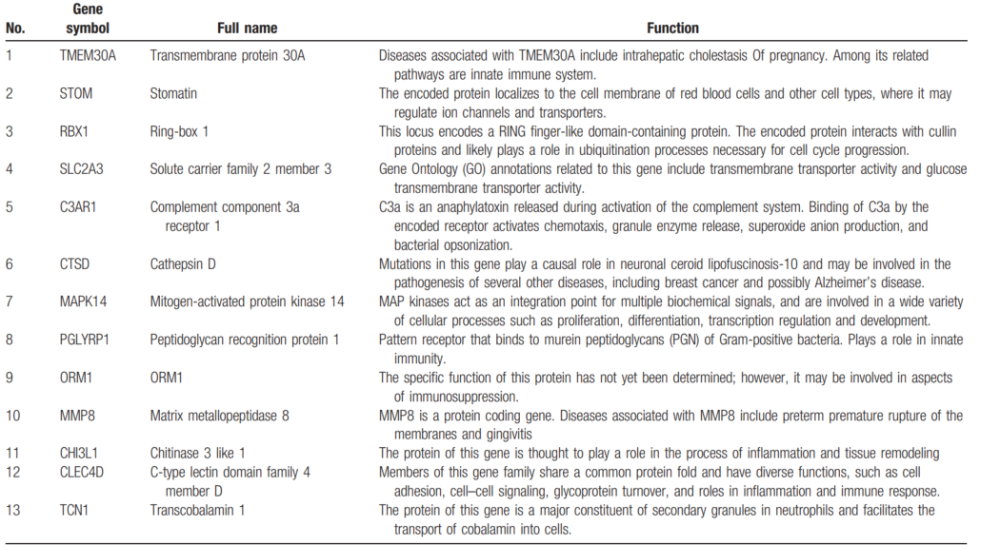 No. Gene symbol Full name Function
1 TMEM30A Transmembrane protein 30A Diseases associated with TMEM30A include intrahepatic cholestasis Of pregnancy. Among its related
pathways are innate immune system.
2 STOM Stomatin The encoded protein localizes to the cell membrane of red blood cells and other cell types, where it may
regulate ion channels and transporters.
3 RBX1 Ring-box 1 This locus encodes a RING finger-like domain-containing protein. The encoded protein interacts with cullin
proteins and likely plays a role in ubiquitination processes necessary for cell cycle progression.
4 SLC2A3 Solute carrier family 2 member 3 Gene Ontology (GO) annotations related to this gene include transmembrane transporter activity and glucose
transmembrane transporter activity.
5 C3AR1 Complement component 3a C3a is an anaphylatoxin released during activation of the complement system. Binding of C3a by the
receptor 1 encoded receptor activates chemotaxis, granule enzyme release, superoxide anion production, and
bacterial opsonization.
6 CTSD Cathepsin D Mutations in this gene play a causal role in neuronal ceroid lipofuscinosis-10 and may be involved in the
pathogenesis of several other diseases, including breast cancer and possibly Alzheimer's disease.
7 MAPK14 Mitogen-activated protein kinase 14 MAP kinases act as an integration point for multiple biochemical signals, and are involved in a wide variety
of cellular processes such as proliferation, differentiation, transcription regulation and development.
8 PGLYRP1 Peptidoglycan recognition protein 1 Pattern receptor that binds to murein peptidoglycans (PGN) of Gram-positive bacteria. Plays a role in innate
immunity.
9 ORM1 ORM1 The specific function of this protein has not yet been determined; however, it may be involved in aspects
of immunosuppression.
10 MMP8 Matrix metallopeptidase 8 MMP8 is a protein coding gene. Diseases associated with MMP8 include preterm premature rupture of the
membranes and gingivitis
11 CHI3L1 Chitinase 3 like 1 The protein of this gene is thought to play a role in the process of inflammation and tissue remodeling
12 CLEC4D C-type lectin domain family 4 Members of this gene family share a common protein fold and have diverse functions, such as cell
member D adhesion, cell–cell signaling, glycoprotein turnover, and roles in inflammation and immune response.
13 TCN1 Transcobalamin 1 The protein of this gene is a major constituent of secondary granules in neutrophils and facilitates the
transport of cobalamin into cells.